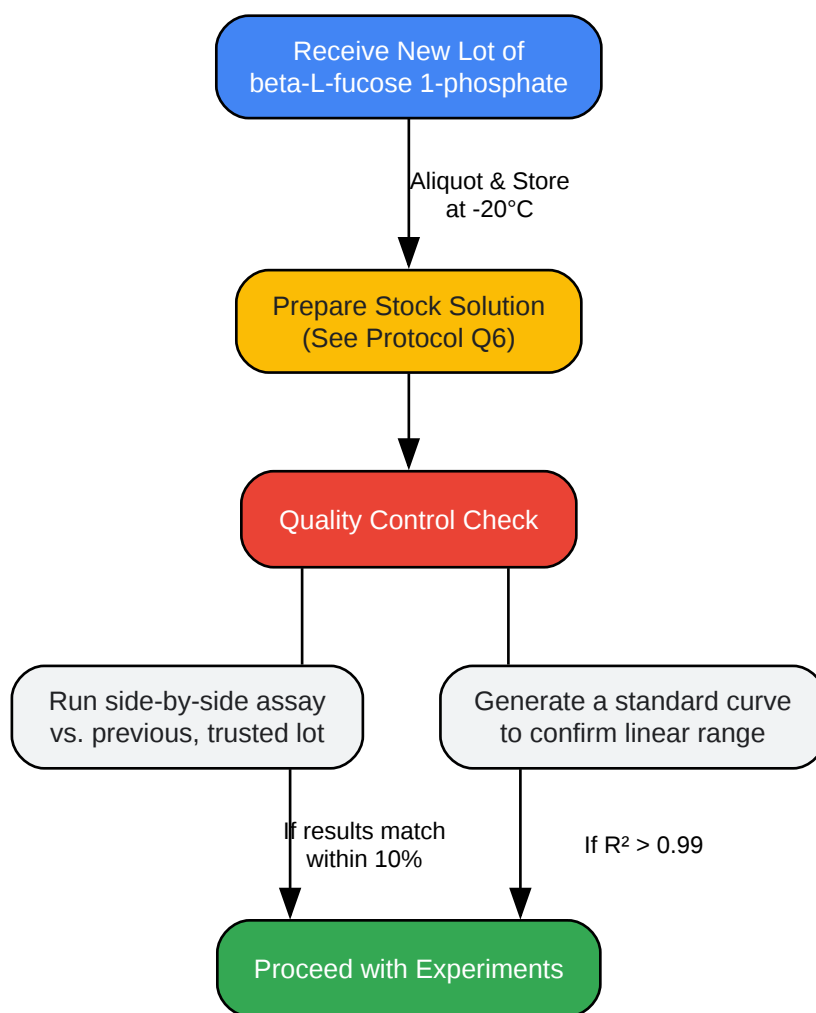 Receive New Lot of
beta-L-fucose 1-phosphate
Aliquot & Store
at -20°C
Prepare Stock Solution
(See Protocol Q6)
Quality Control Check
Run side-by-side assay
vs. previous, trusted lot
Generate a standard curve
to confirm linear range
If results match
within 10%
If R² > 0.99
Proceed with Experiments